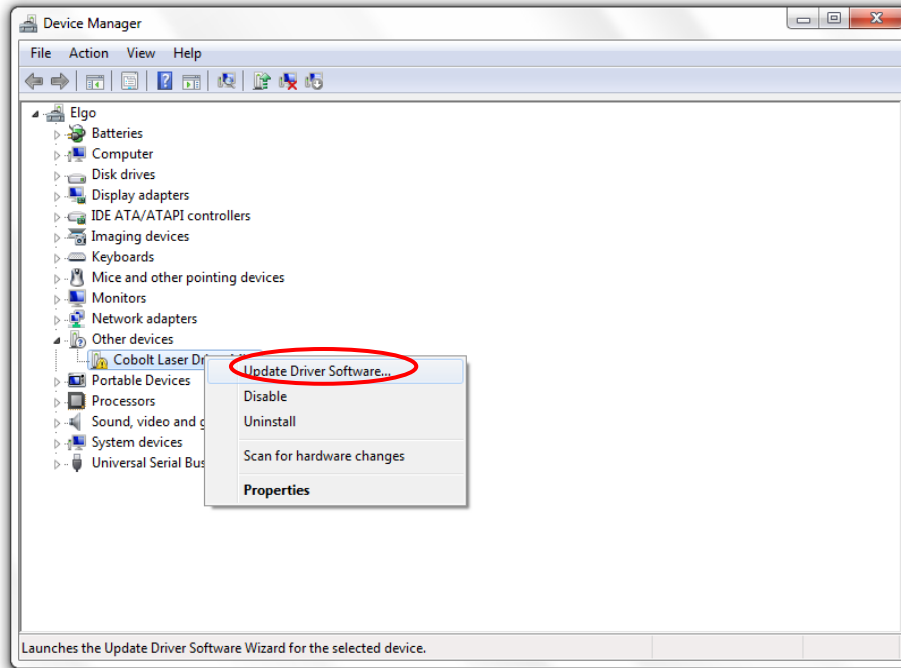 Device Manager
File Action View Help
Elgo
Batteries
Computer
Disk drives
Display adapters
IDE ATA/ATAPI controllers
Imaging devices
Keyboards
Mice and other pointing devices
Monitors
Network adapters
Other devices
Cobolt Laser
Update Driver Software...
Portable Devices
Disable
Processors
Sound, video and
Uninstall
System devices
Scan for hardware changes
Universal Serial
Properties
Launches the Update Driver Software Wizard for the selected device.